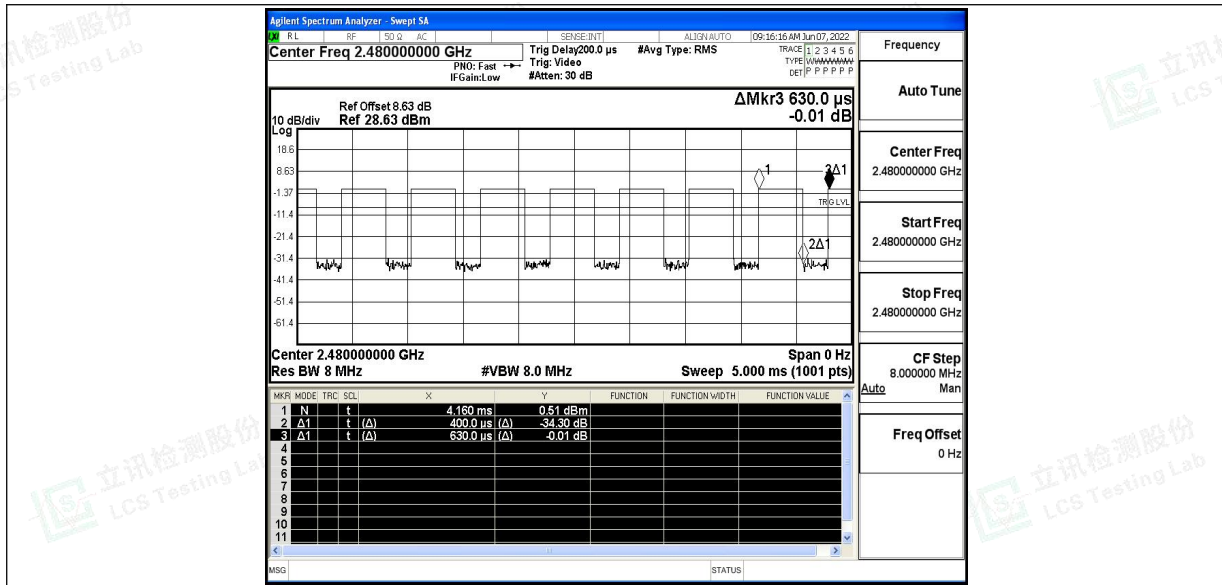 Agilent Spectrum Analyzer - Swept SA
RL RF 50 Ω AC SENSE:INT ALIGN AUTO 09:16:16 AM Jun 07, 2022
Center Freq 2.480000000 GHz
PNO: Fast
IFGain:Low
Trig Delay200.0 µs
Trig: Video
#Atten: 30 dB
#Avg Type: RMS
TRACE 1 2 3 4 5 6
TYPE WWWWWW
DET P P P P P P
ΔMkr3 630.0 µs
-0.01 dB
Ref Offset 8.63 dB
10 dB/div Ref 28.63 dBm
Log
18.6
8.63
-1.37
-11.4
-21.4
-31.4
-41.4
-51.4
-61.4
1
3Δ1
TRIG LVL
2Δ1
Center 2.480000000 GHz Span 0 Hz
Res BW 8 MHz #VBW 8.0 MHz Sweep 5.000 ms (1001 pts)
MKR MODE TRC SCL X Y FUNCTION FUNCTION WIDTH FUNCTION VALUE
1 N t 4.160 ms 0.51 dBm
2 Δ1 t (Δ) 400.0 µs (Δ) -34.30 dB
3 Δ1 t (Δ) 630.0 µs (Δ) -0.01 dB
4
5
6
7
8
9
10
11
MSG STATUS
Frequency
Auto Tune
Center Freq
2.480000000 GHz
Start Freq
2.480000000 GHz
Stop Freq
2.480000000 GHz
CF Step
8.000000 MHz
Auto Man
Freq Offset
0 Hz
立讯检测股份
LCS Testing Lab
立讯检测股份
LCS Testing Lab